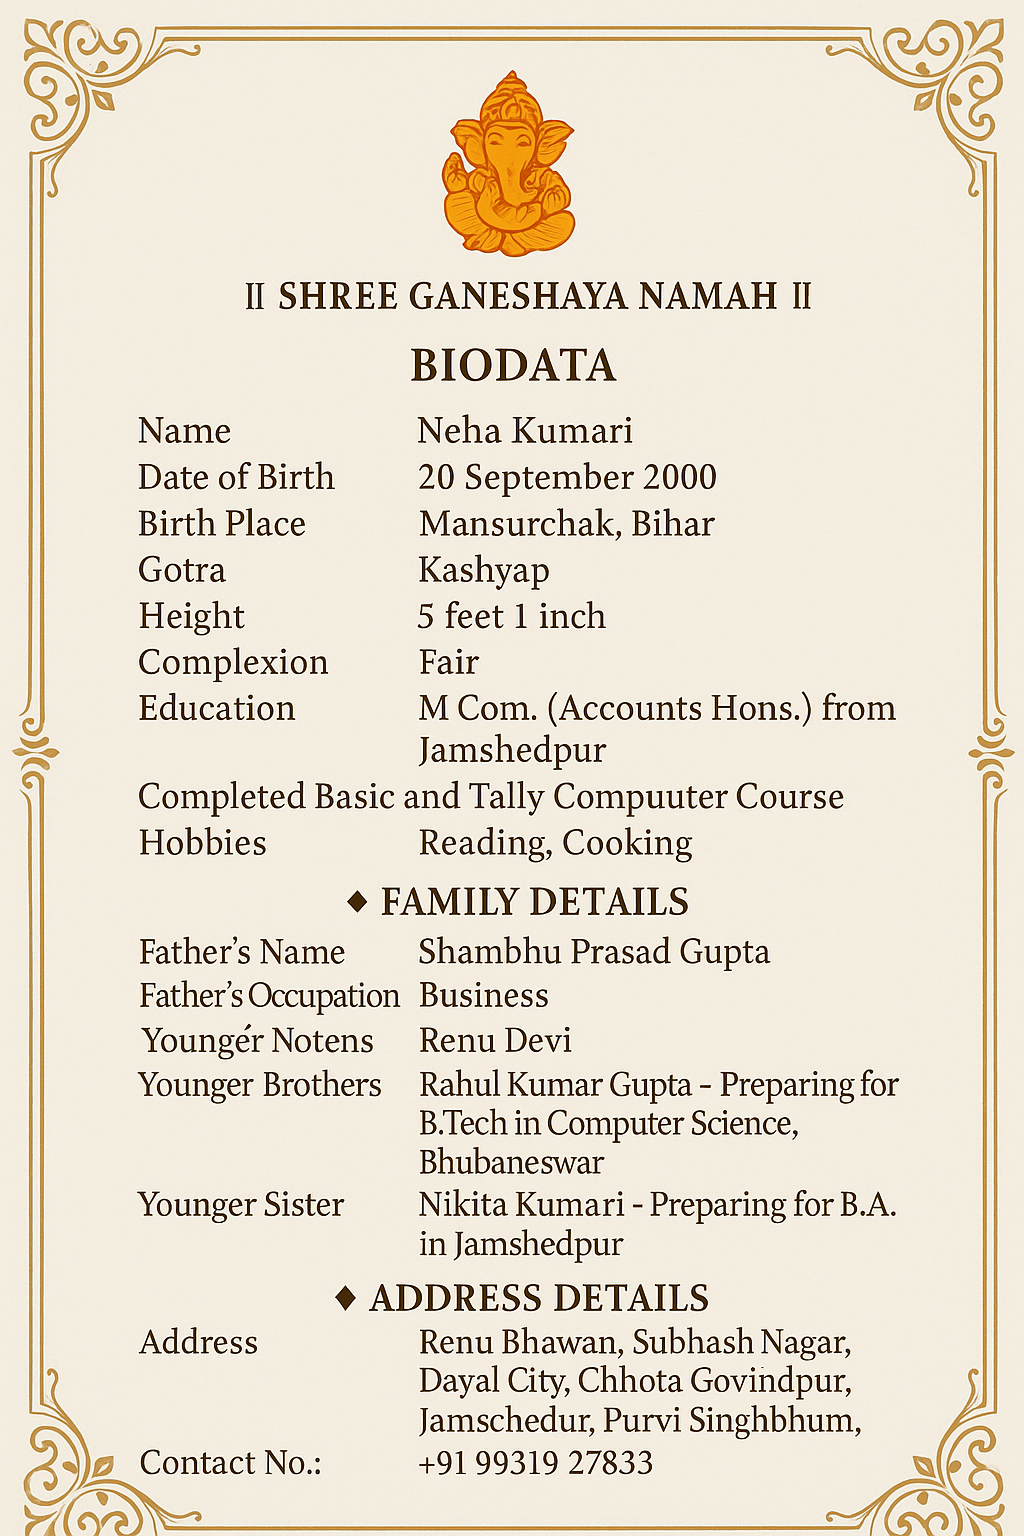 ॥ SHREE GANESHAYA NAMAH ॥
BIODATA
Name Neha Kumari
Date of Birth 20 September 2000
Birth Place Mansurchak, Bihar
Gotra Kashyap
Height 5 feet 1 inch
Complexion Fair
Education M Com. (Accounts Hons.) from
Jamshedpur
Completed Basic and Tally Compuuter Course
Hobbies Reading, Cooking
♦ FAMILY DETAILS
Father's Name Shambhu Prasad Gupta
Father's Occupation Business
Youngér Notens Renu Devi
Younger Brothers Rahul Kumar Gupta - Preparing for
B.Tech in Computer Science,
Bhubaneswar
Younger Sister Nikita Kumari - Preparing for B.A.
in Jamshedpur
♦ ADDRESS DETAILS
Address Renu Bhawan, Subhash Nagar,
Dayal City, Chhota Govindpur,
Jamschedur, Purvi Singhbhum,
Contact No.: +91 99319 27833